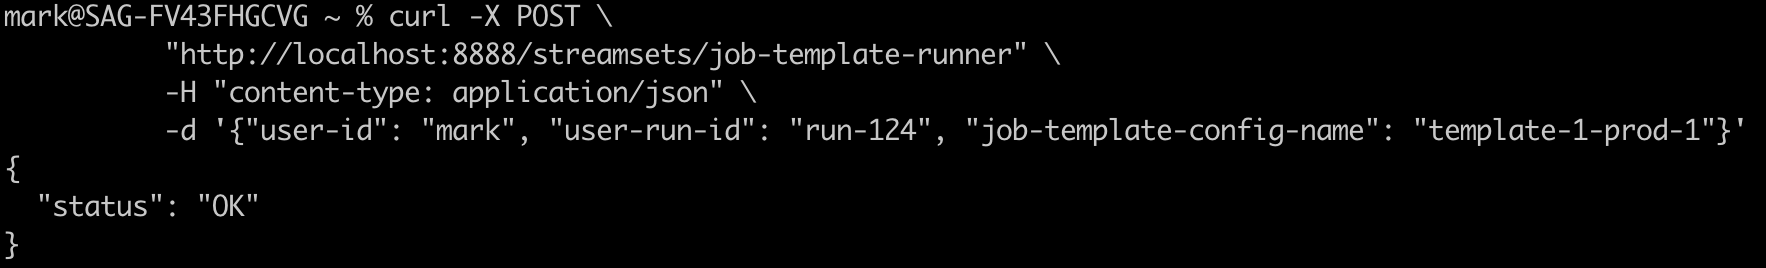 mark@SAG-FV43FHGCVG ~ % curl -X POST \
"http://localhost:8888/streamsets/job-template-runner" \
-H "content-type: application/json" \
-d '{"user-id": "mark", "user-run-id": "run-124", "job-template-config-name": "template-1-prod-1"}'
{
"status": "OK"
}